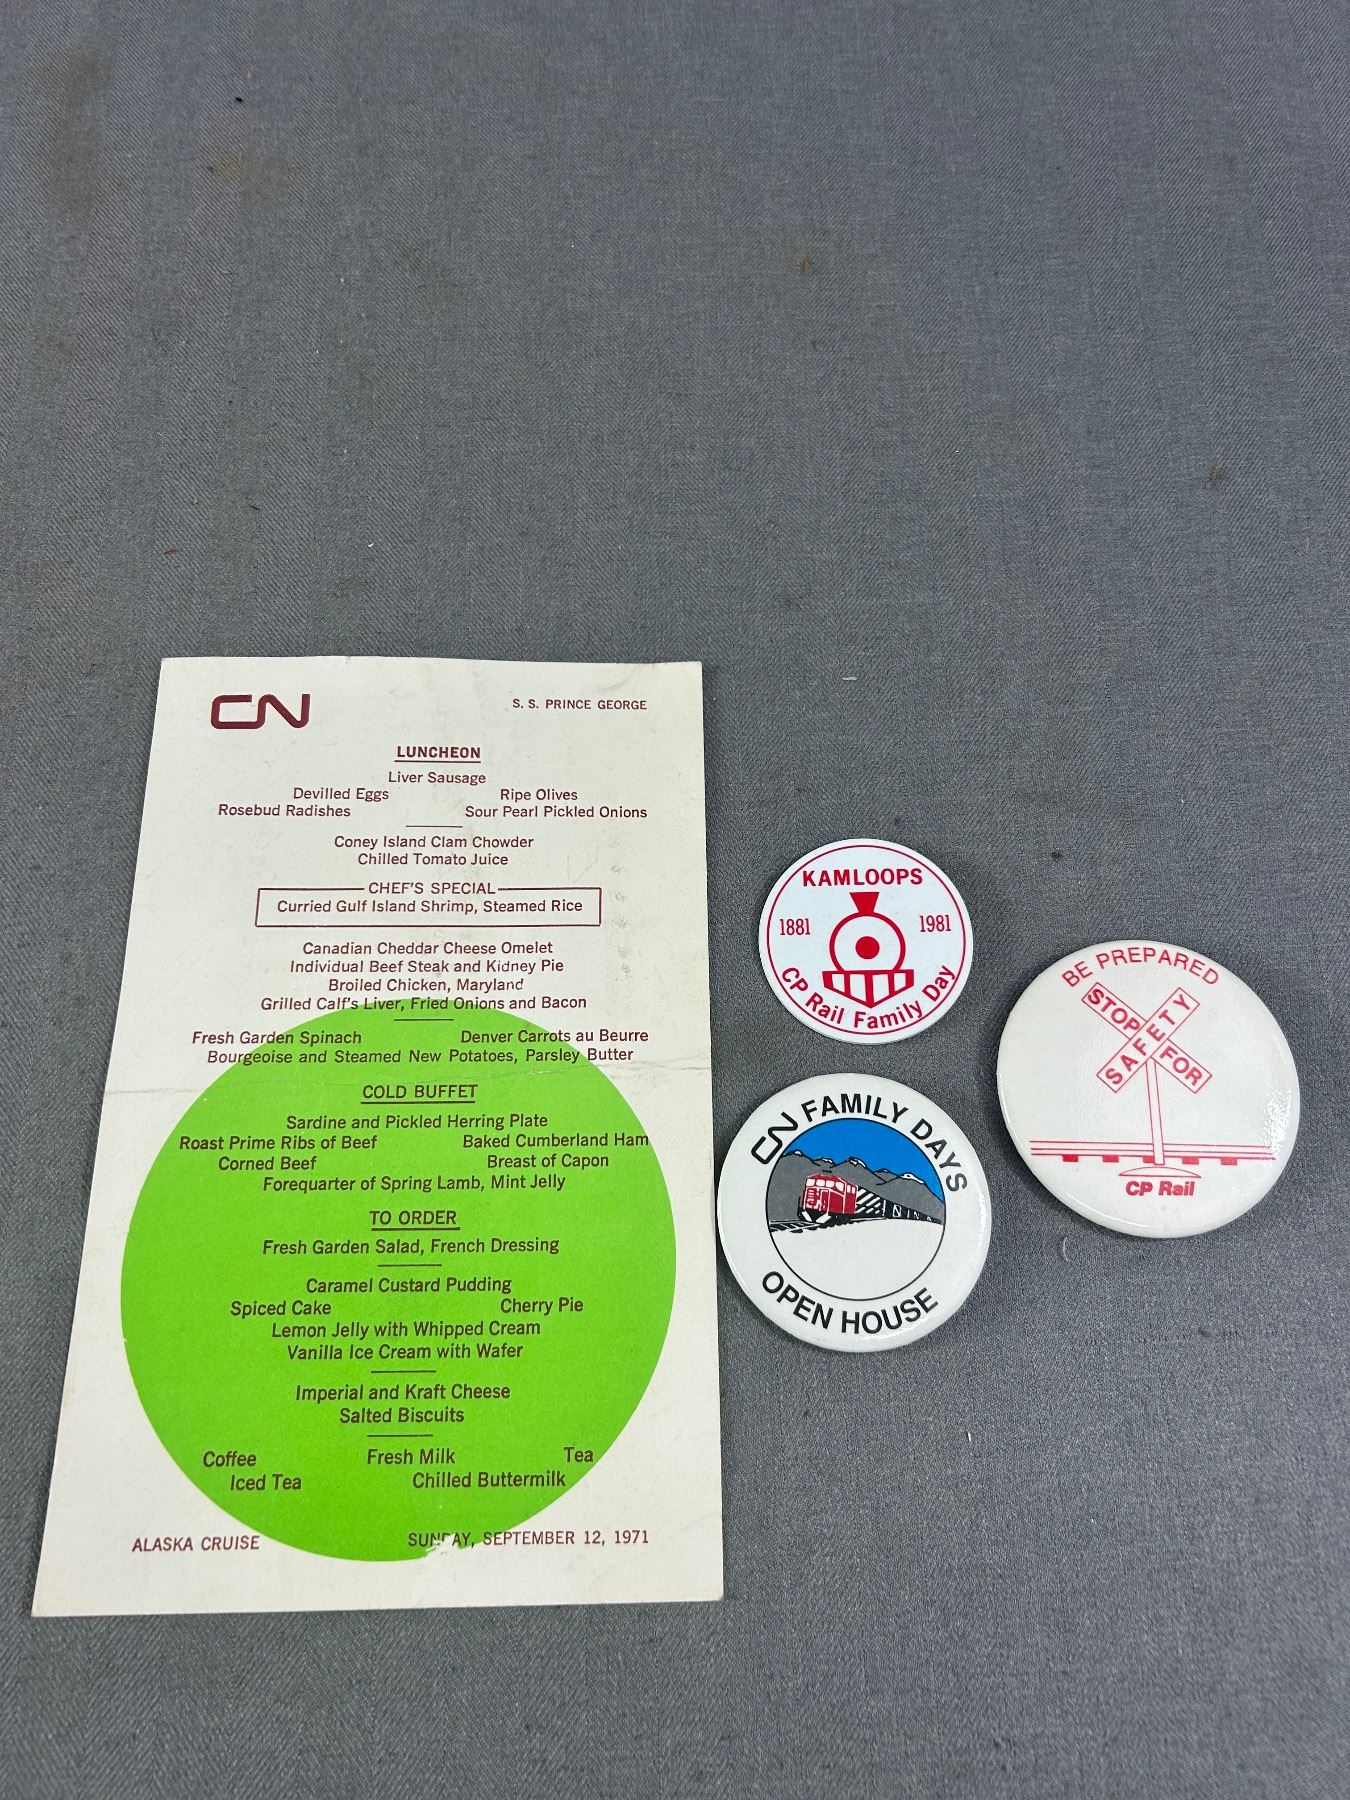 CN
S. S. PRINCE GEORGE
LUNCHEON
Liver Sausage
Devilled Eggs Ripe Olives
Rosebud Radishes Sour Pearl Pickled Onions
Coney Island Clam Chowder
Chilled Tomato Juice
CHEF'S SPECIAL
Curried Gulf Island Shrimp, Steamed Rice
Canadian Cheddar Cheese Omelet
Individual Beef Steak and Kidney Pie
Broiled Chicken, Maryland
Grilled Calf's Liver, Fried Onions and Bacon
Fresh Garden Spinach Denver Carrots au Beurre
Bourgeoise and Steamed New Potatoes, Parsley Butter
COLD BUFFET
Sardine and Pickled Herring Plate
Roast Prime Ribs of Beef Baked Cumberland Ham
Corned Beef Breast of Capon
Forequarter of Spring Lamb, Mint Jelly
TO ORDER
Fresh Garden Salad, French Dressing
Caramel Custard Pudding
Spiced Cake Cherry Pie
Lemon Jelly with Whipped Cream
Vanilla Ice Cream with Wafer
Imperial and Kraft Cheese
Salted Biscuits
Coffee Fresh Milk Tea
Iced Tea Chilled Buttermilk
ALASKA CRUISE SUNDAY, SEPTEMBER 12, 1971
KAMLOOPS
1881 1981
CP Rail Family Day
CN FAMILY DAYS
OPEN HOUSE
BE PREPARED
STOP FOR
SAFETY
CP Rail